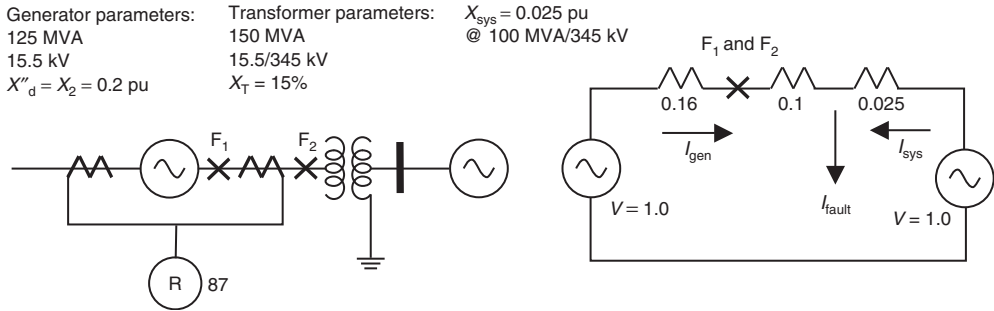 Generator parameters:
125 MVA
15.5 kV
X″d = X2 = 0.2 pu
Transformer parameters:
150 MVA
15.5/345 kV
XT = 15%
Xsys = 0.025 pu
@ 100 MVA/345 kV
F1
F2
R
87
F1 and F2
0.16
0.1
0.025
Igen
Isys
Ifault
V = 1.0
V = 1.0